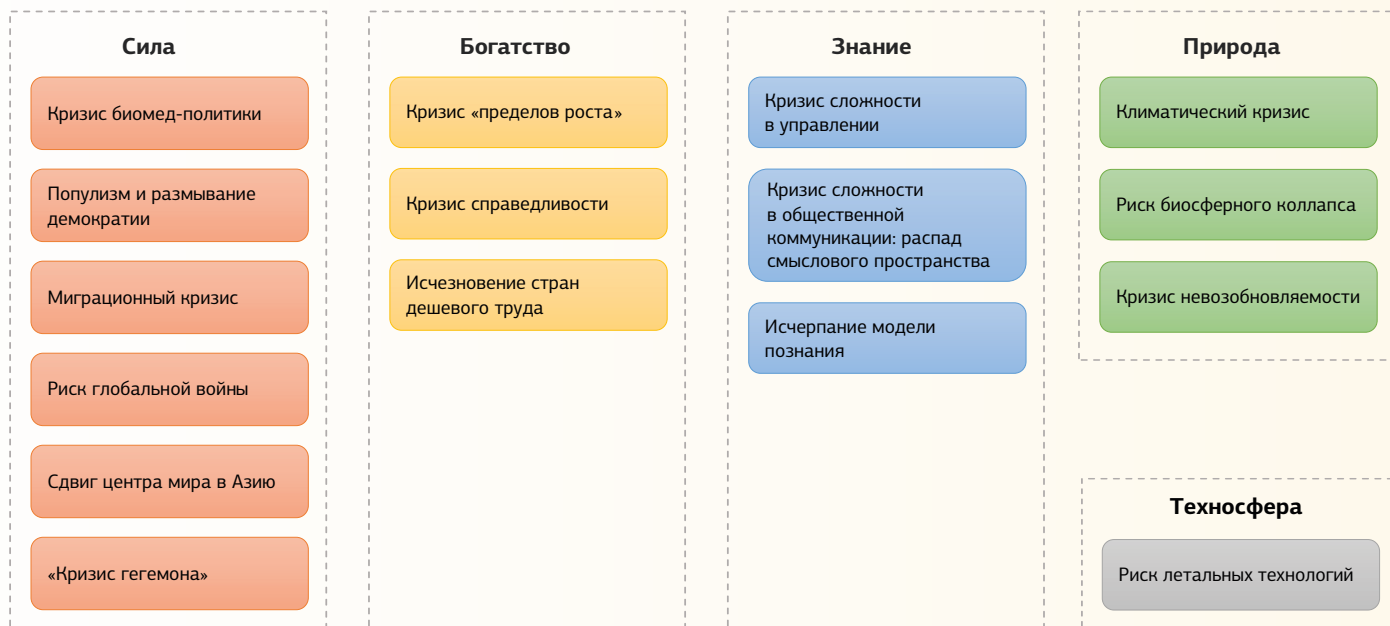 Сила
Кризис биомед-политики
Популизм и размывание
демократии
Миграционный кризис
Риск глобальной войны
Сдвиг центра мира в Азию
«Кризис гегемона»
Богатство
Кризис «пределов роста»
Кризис справедливости
Исчезновение стран
дешевого труда
Знание
Кризис сложности
в управлении
Кризис сложности
в общественной
коммуникации: распад
смыслового пространства
Исчерпание модели
познания
Природа
Климатический кризис
Риск биосферного коллапса
Кризис невозобновляемости
Техносфера
Риск летальных технологий